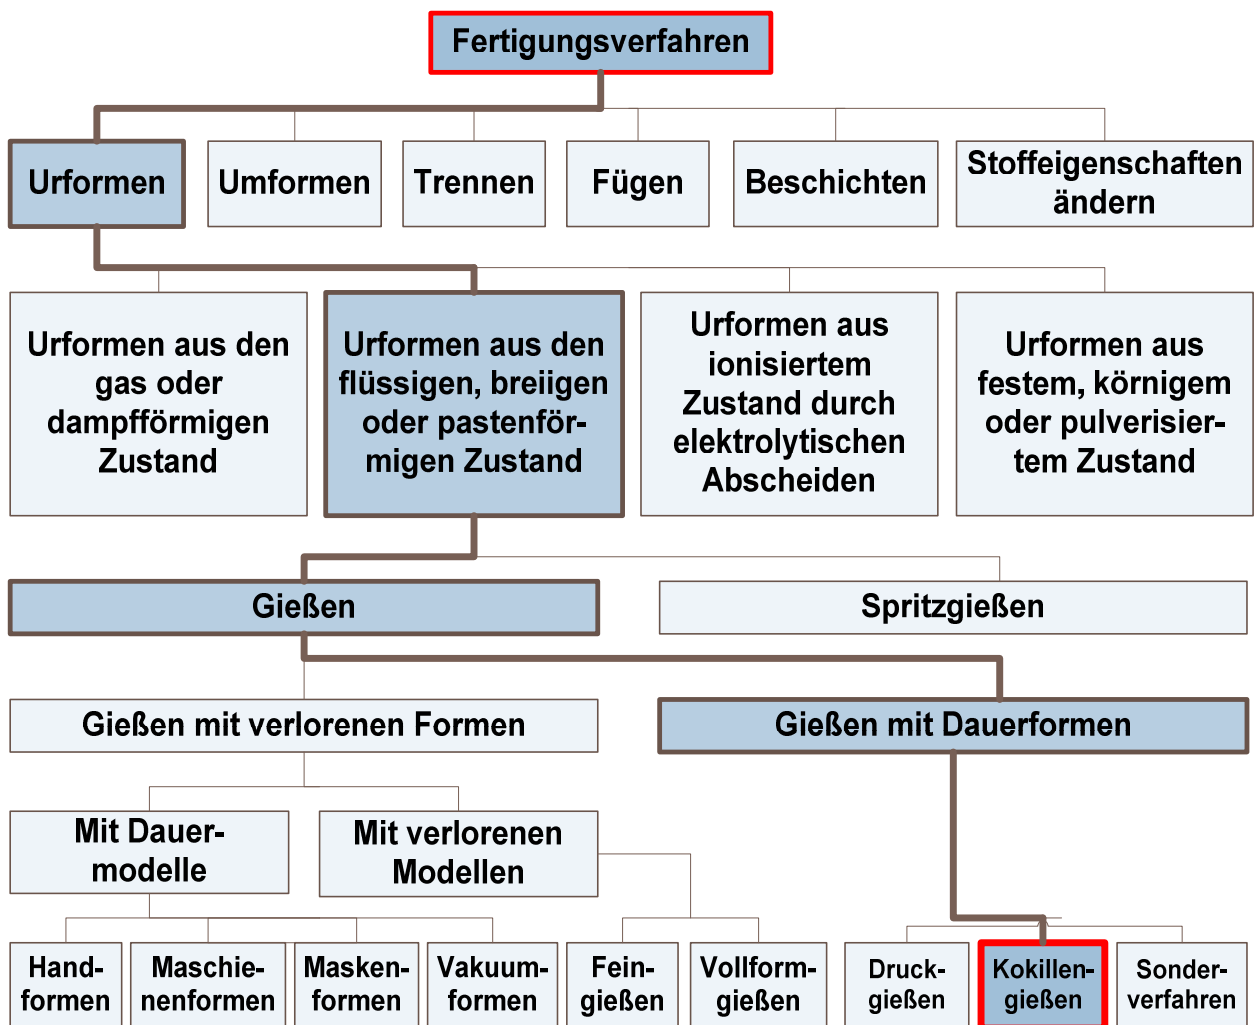 Fertigungsverfahren
Urformen
Umformen
Trennen
Fügen
Beschichten
Stoffeigenschaften
ändern
Urformen aus den
gas oder
dampfförmigen
Zustand
Urformen aus den
flüssigen, breiigen
oder pastenför-
migen Zustand
Urformen aus
ionisiertem
Zustand durch
elektrolytischen
Abscheiden
Urformen aus
festem, körnigem
oder pulverisier-
tem Zustand
Gießen
Spritzgießen
Gießen mit verlorenen Formen
Gießen mit Dauerformen
Mit Dauer-
modelle
Mit verlorenen
Modellen
Hand-
formen
Maschie-
nenformen
Masken-
formen
Vakuum-
formen
Fein-
gießen
Vollform-
gießen
Druck-
gießen
Kokillen-
gießen
Sonder-
verfahren